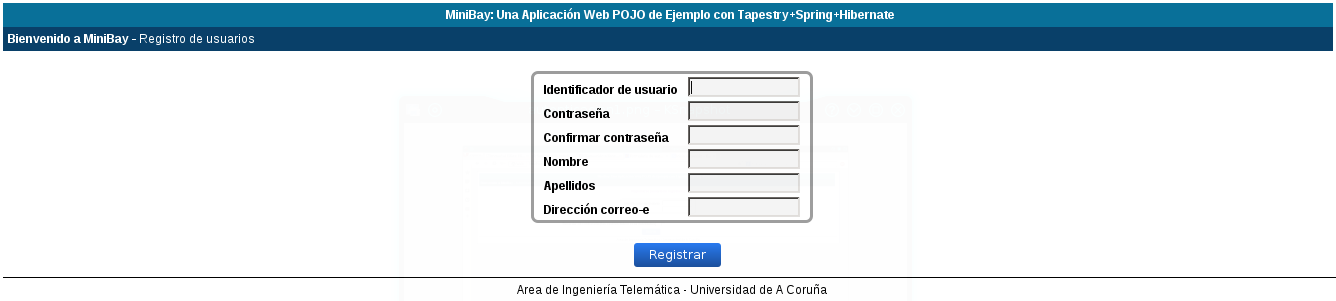 MiniBay: Una Aplicación Web POJO de Ejemplo con Tapestry+Spring+Hibernate
Bienvenido a MiniBay - Registro de usuarios
Identificador de usuario
Contraseña
Confirmar contraseña
Nombre
Apellidos
Dirección correo-e
Registrar
Area de Ingeniería Telemática - Universidad de A Coruña